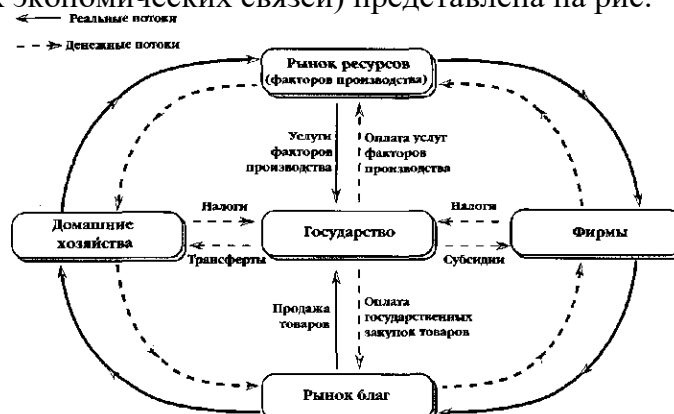 к экономических связей) представлена на рис.
Реальные потоки
Денежные потоки
Рынок ресурсов
(факторов производства)
Услуги
факторов
производства
Оплата услуг
факторов
производства
Налоги
Налоги
Домашние
хозяйства
Государство
Фирмы
Трансферты
Субсидии
Продажа
товаров
Оплата
государственных
закупок товаров
Рынок благ